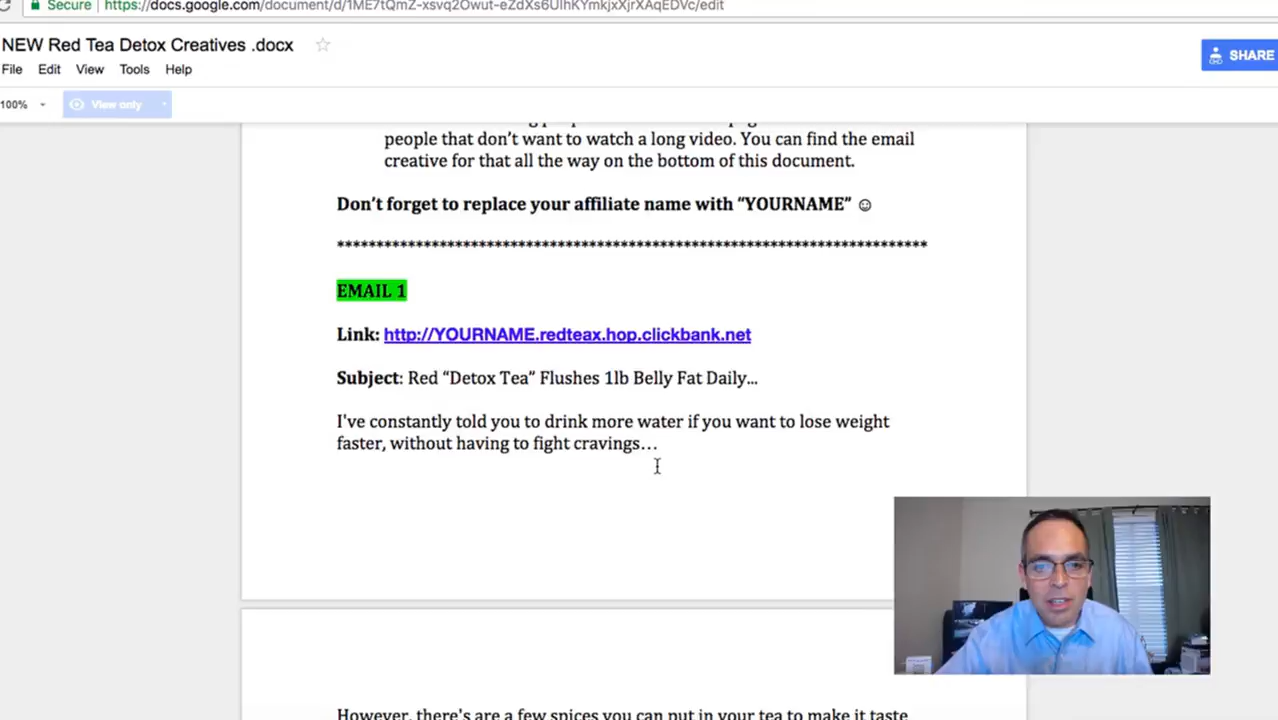 Secure https://docs.google.com/document/d/1ME7tQmZ-xsvq2Owut-eZdXs6UIhKYmkjxXjrXAqEDVc/edit
NEW Red Tea Detox Creatives .docx
File Edit View Tools Help
SHARE
100% View only
people that don’t want to watch a long video. You can find the email
creative for that all the way on the bottom of this document.
Don’t forget to replace your affiliate name with “YOURNAME” ☺
****************************************************************************
EMAIL 1
Link: http://YOURNAME.redteax.hop.clickbank.net
Subject: Red “Detox Tea” Flushes 1lb Belly Fat Daily...
I've constantly told you to drink more water if you want to lose weight
faster, without having to fight cravings…
However, there's are a few spices you can put in your tea to make it taste